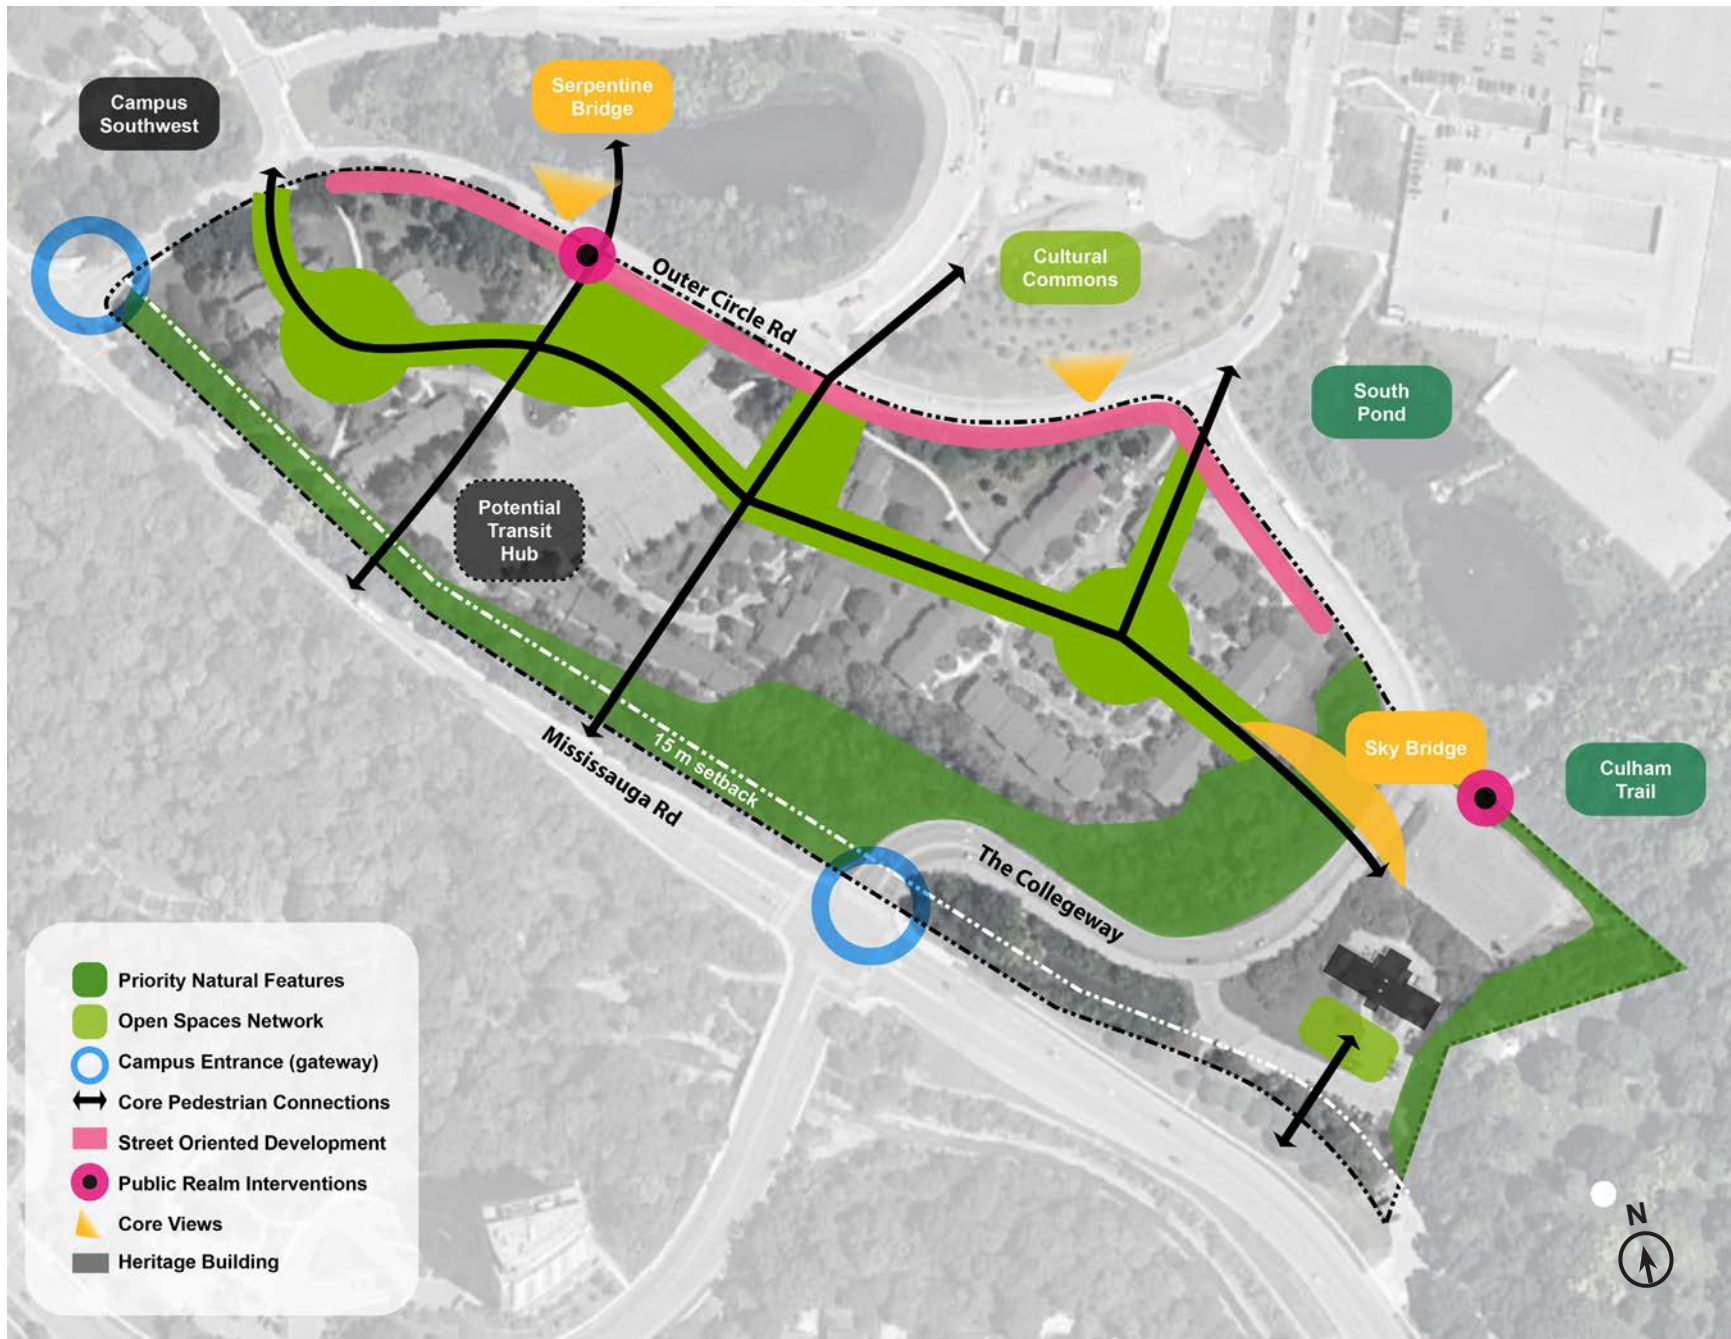 Campus
Southwest
Serpentine
Bridge
Cultural
Commons
Outer Circle Rd
South
Pond
Potential
Transit
Hub
Sky Bridge
Culham
Trail
15 m setback
Mississauga Rd
The Collegeway
Priority Natural Features
Open Spaces Network
Campus Entrance (gateway)
Core Pedestrian Connections
Street Oriented Development
Public Realm Interventions
Core Views
Heritage Building
N